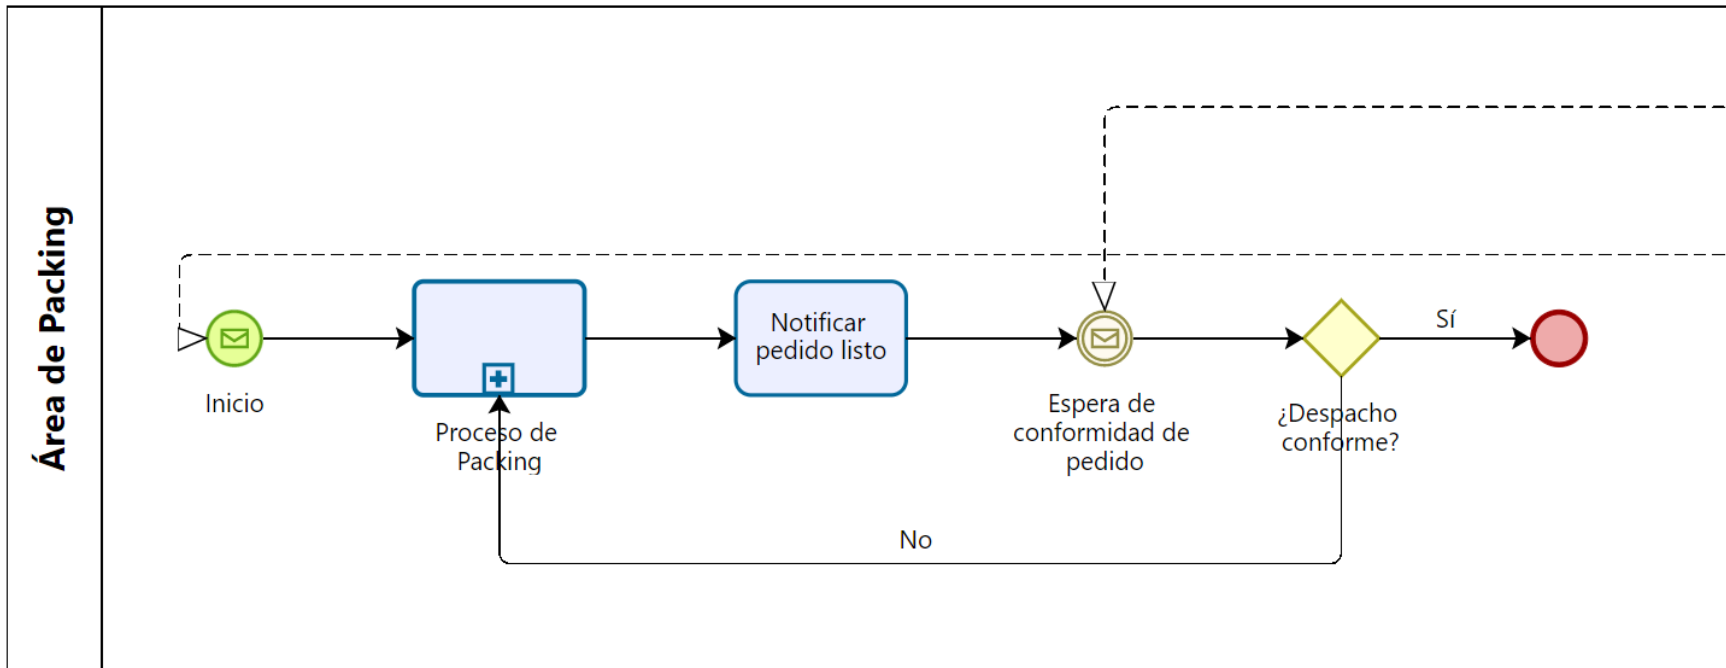 Área de Packing
Inicio
Proceso de
Packing
Notificar
pedido listo
Espera de
conformidad de
pedido
¿Despacho
conforme?
Sí
No